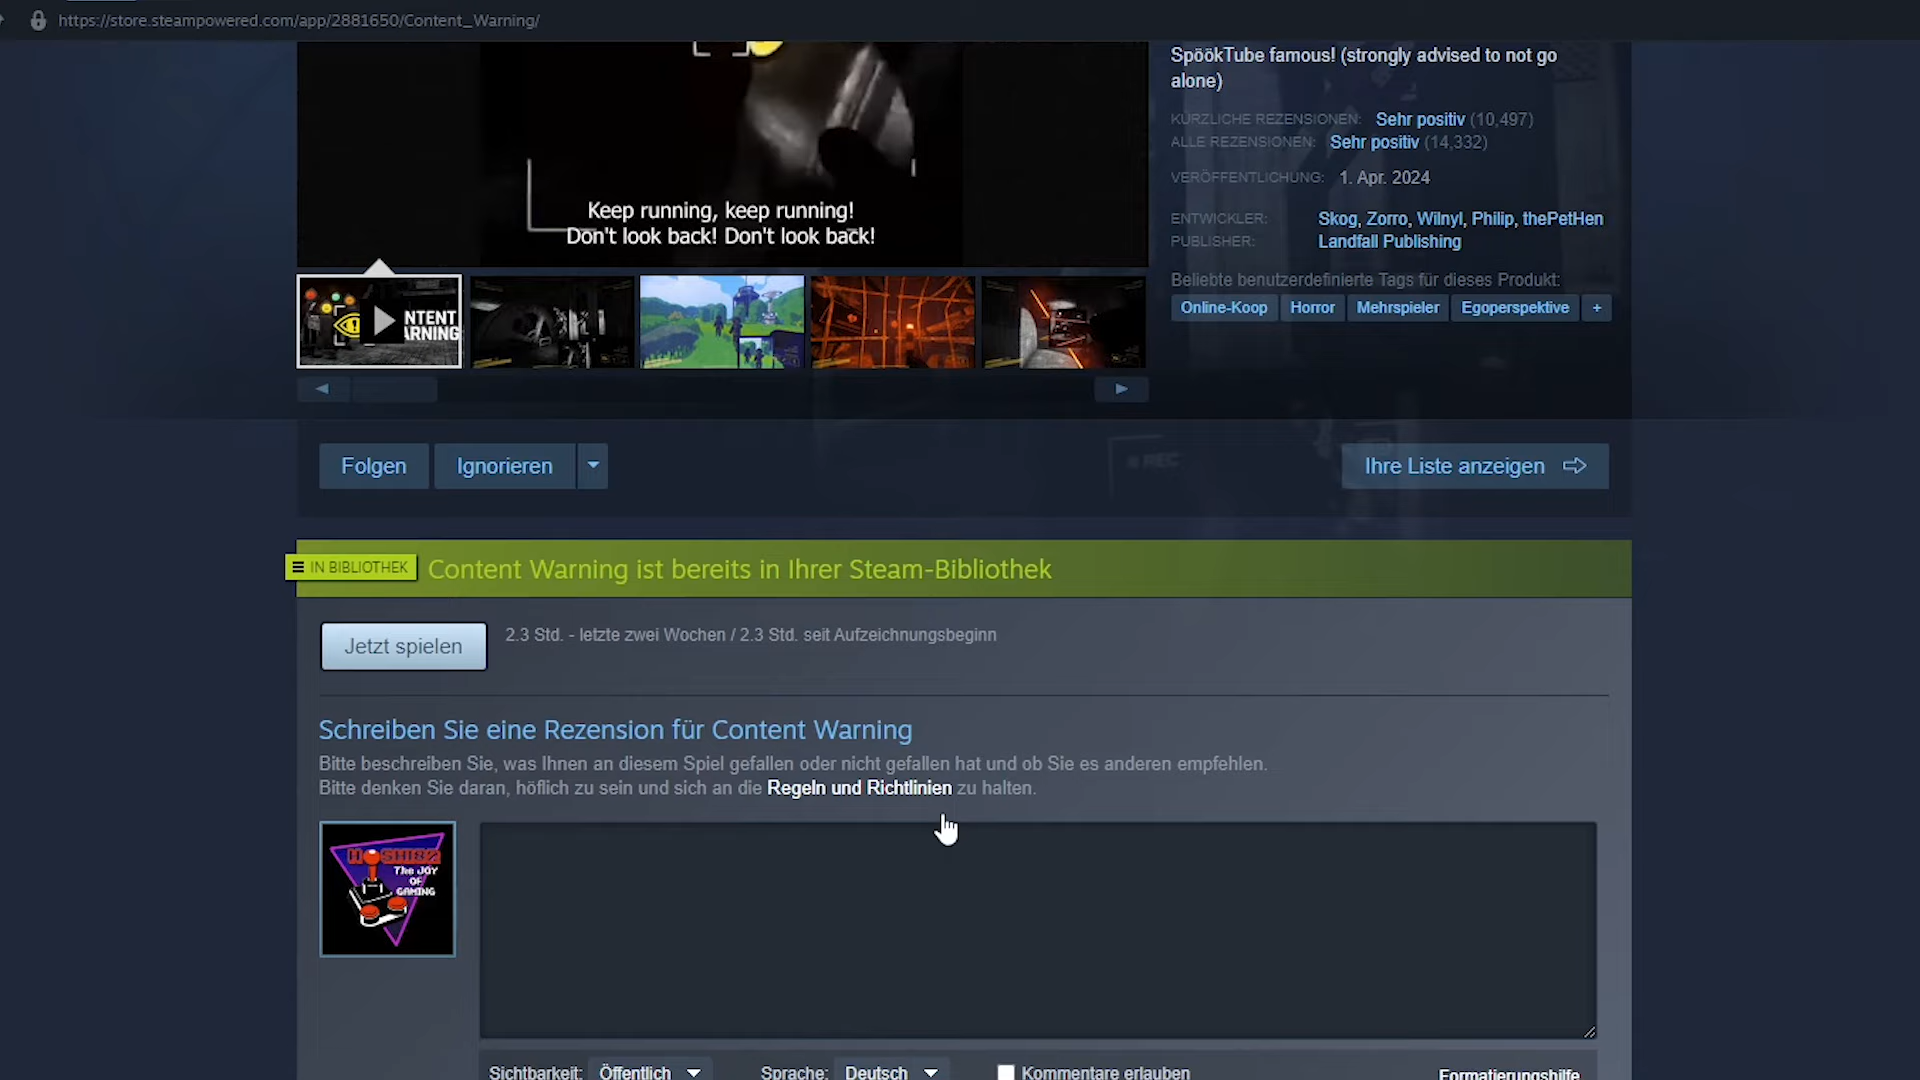 https://store.steampowered.com/app/2881650/Content_Warning/
SpöökTube famous! (strongly advised to not go
alone)
KÜRZLICHE REZENSIONEN: Sehr positiv (10,497)
ALLE REZENSIONEN: Sehr positiv (14,332)
VERÖFFENTLICHUNG: 1. Apr. 2024
ENTWICKLER: Skog, Zorro, Wilnyl, Philip, thePetHen
PUBLISHER: Landfall Publishing
Beliebte benutzerdefinierte Tags für dieses Produkt:
Online-Koop Horror Mehrspieler Egoperspektive +
Keep running, keep running!
Don't look back! Don't look back!
NTENT
ARNING
Folgen Ignorieren Ihre Liste anzeigen
REC
IN BIBLIOTHEK Content Warning ist bereits in Ihrer Steam-Bibliothek
Jetzt spielen 2.3 Std. - letzte zwei Wochen / 2.3 Std. seit Aufzeichnungsbeginn
Schreiben Sie eine Rezension für Content Warning
Bitte beschreiben Sie, was Ihnen an diesem Spiel gefallen oder nicht gefallen hat und ob Sie es anderen empfehlen.
Bitte denken Sie daran, höflich zu sein und sich an die Regeln und Richtlinien zu halten.
THE JOY
OF
GAMING
Sichtbarkeit: Öffentlich Sprache: Deutsch Kommentare erlauben Formatierungshilfe